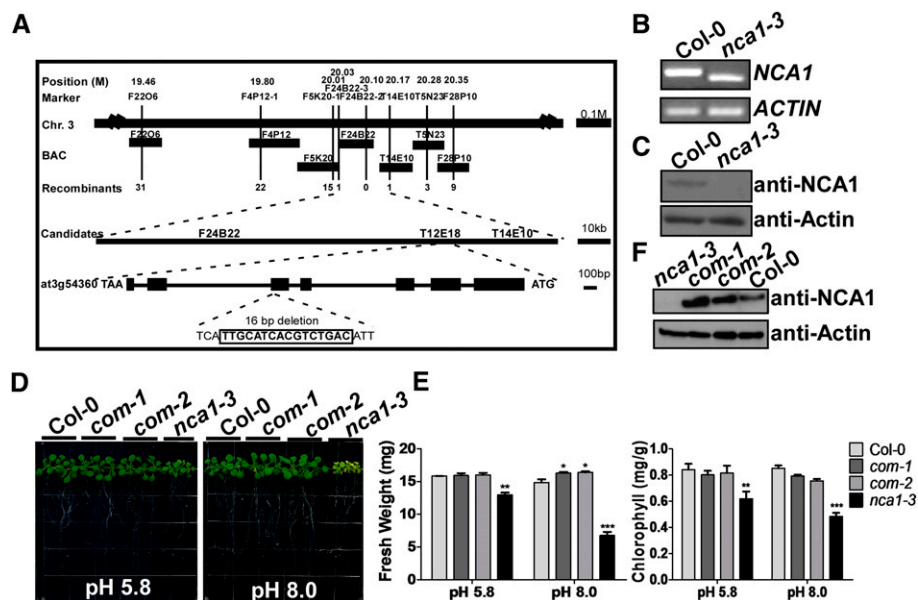 A
Position (M) 19.46 19.80 20.01 20.03 20.10 20.17 20.28 20.35
Marker F22O6 F4P12-1 F5K20-1 F24B22-3 F24B22-2 T14E10 T5N23 F28P10
Chr. 3 0.1M
F22O6 F4P12 F24B22 T5N23
BAC
F5K20 T14E10 F28P10
Recombinants 31 22 15 1 0 1 3 9
Candidates F24B22 T12E18 T14E10 10kb
at3g54360 TAA ATG 100bp
16 bp deletion
TCA TTGCATCACGTCTGAC ATT
B
Col-0 nca1-3
NCA1
ACTIN
C
Col-0 nca1-3
anti-NCA1
anti-Actin
F
nca1-3 com-1 com-2 Col-0
anti-NCA1
anti-Actin
D
Col-0 com-1 com-2 nca1-3 Col-0 com-1 com-2 nca1-3
pH 5.8 pH 8.0
E
Fresh Weight (mg)
20
15
10
5
0
** * * ***
pH 5.8 pH 8.0
Chlorophyll (mg/g)
1.0
0.8
0.6
0.4
0.2
0.0
** ***
pH 5.8 pH 8.0
Col-0
com-1
com-2
nca1-3